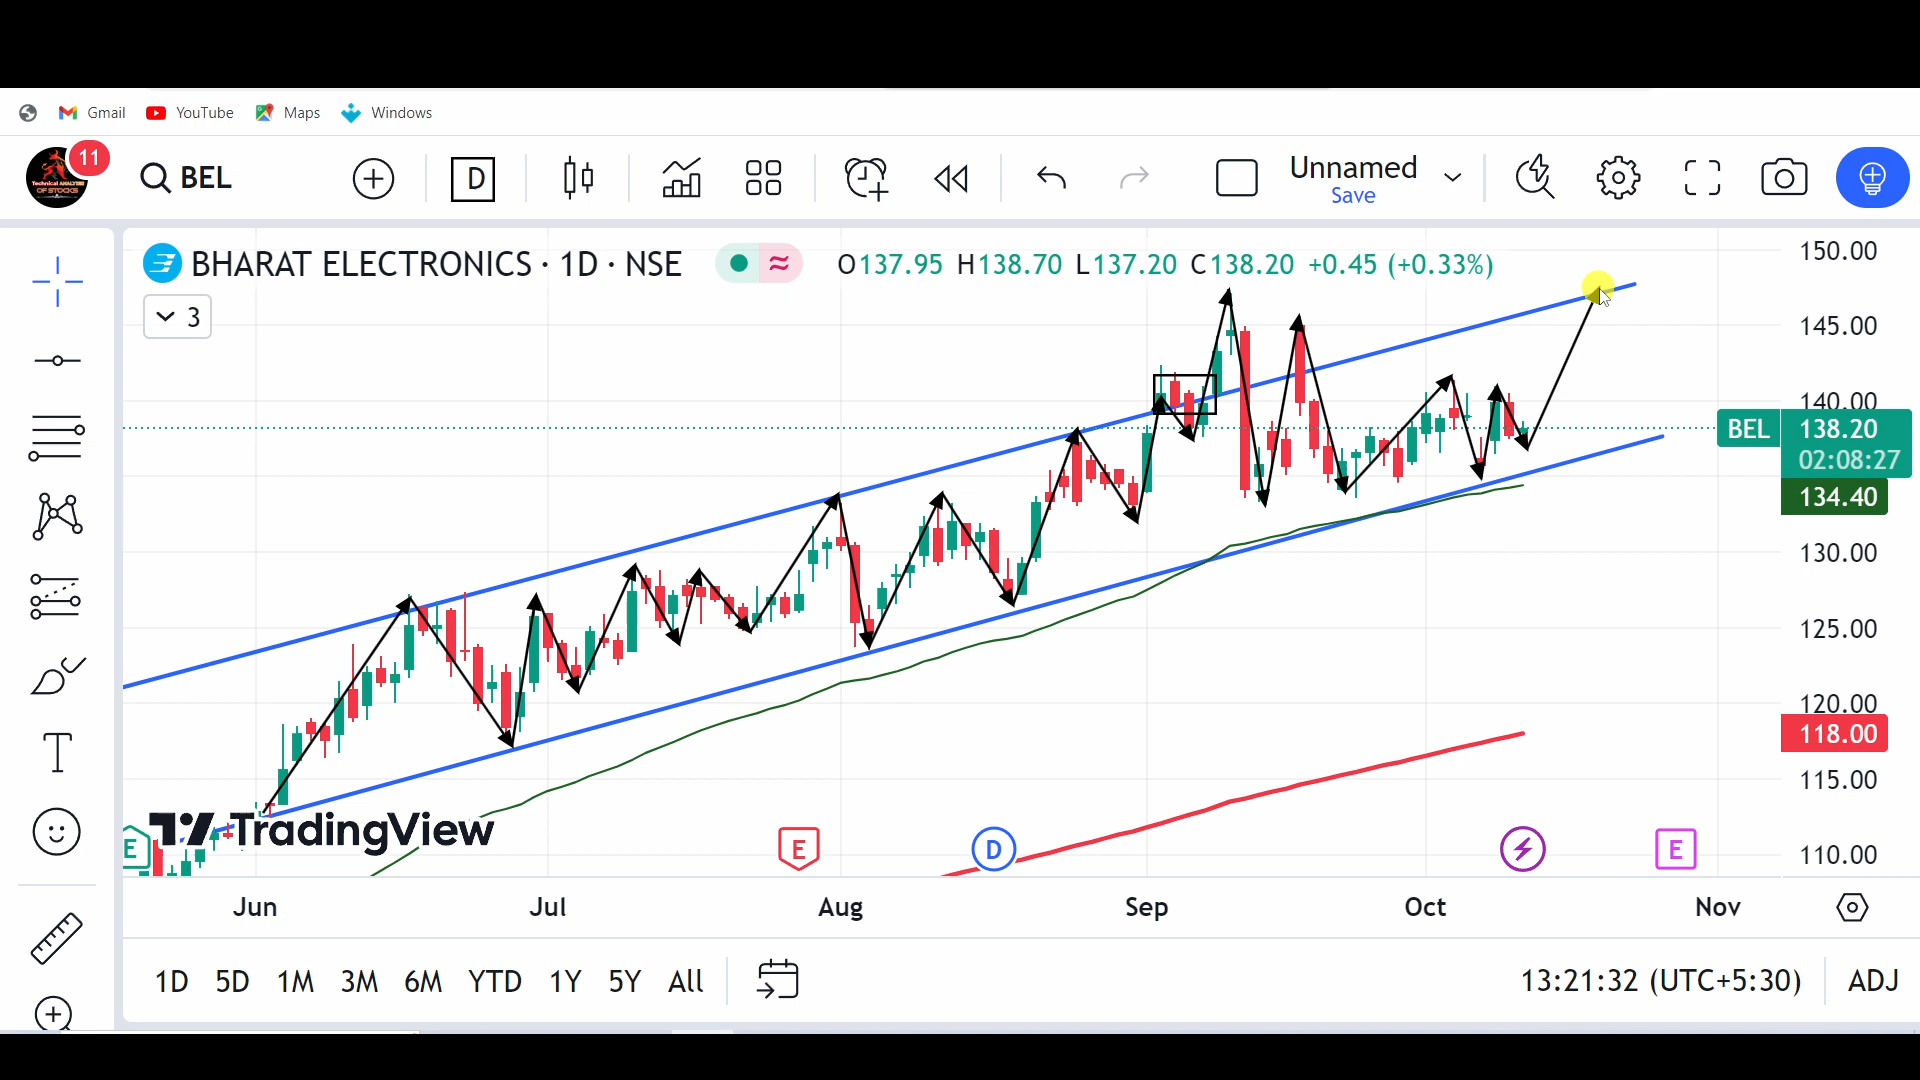 Gmail YouTube Maps Windows
11 BEL D Unnamed
Save
BHARAT ELECTRONICS · 1D · NSE ≈ O137.95 H138.70 L137.20 C138.20 +0.45 (+0.33%)
3
150.00
145.00
140.00
BEL 138.20
02:08:27
134.40
130.00
125.00
120.00
118.00
115.00
110.00
TradingView
E E D E
Jun Jul Aug Sep Oct Nov
1D 5D 1M 3M 6M YTD 1Y 5Y All 13:21:32 (UTC+5:30) ADJ